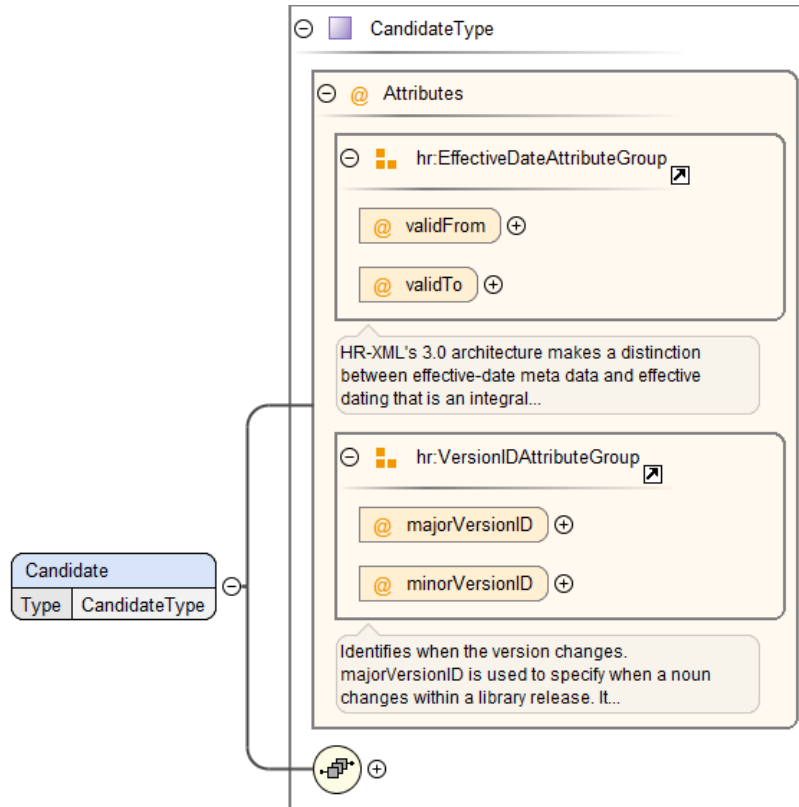 CandidateType
@ Attributes
hr:EffectiveDateAttributeGroup
@ validFrom
@ validTo
HR-XML's 3.0 architecture makes a distinction
between effective-date meta data and effective
dating that is an integral...
hr:VersionIDAttributeGroup
@ majorVersionID
@ minorVersionID
Candidate
Type CandidateType
Identifies when the version changes.
majorVersionID is used to specify when a noun
changes within a library release. It...